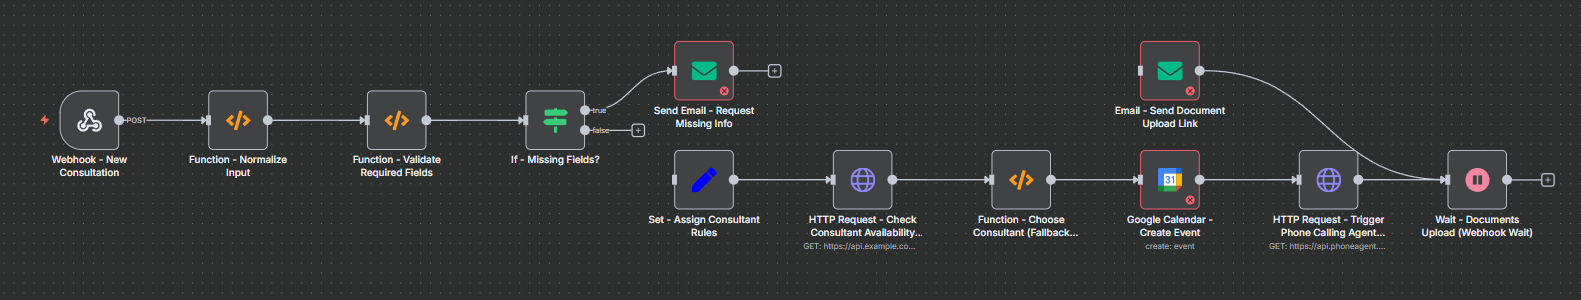 POST
Webhook - New
Consultation
Function - Normalize
Input
Function - Validate
Required Fields
true
false
If - Missing Fields?
Send Email - Request
Missing Info
Email - Send Document
Upload Link
Set - Assign Consultant
Rules
HTTP Request - Check
Consultant Availability...
GET: https://api.example.co...
Function - Choose
Consultant (Fallback...
31
Google Calendar -
Create Event
create: event
HTTP Request - Trigger
Phone Calling Agent...
GET: https://api.phoneagent....
Wait - Documents
Upload (Webhook Wait)